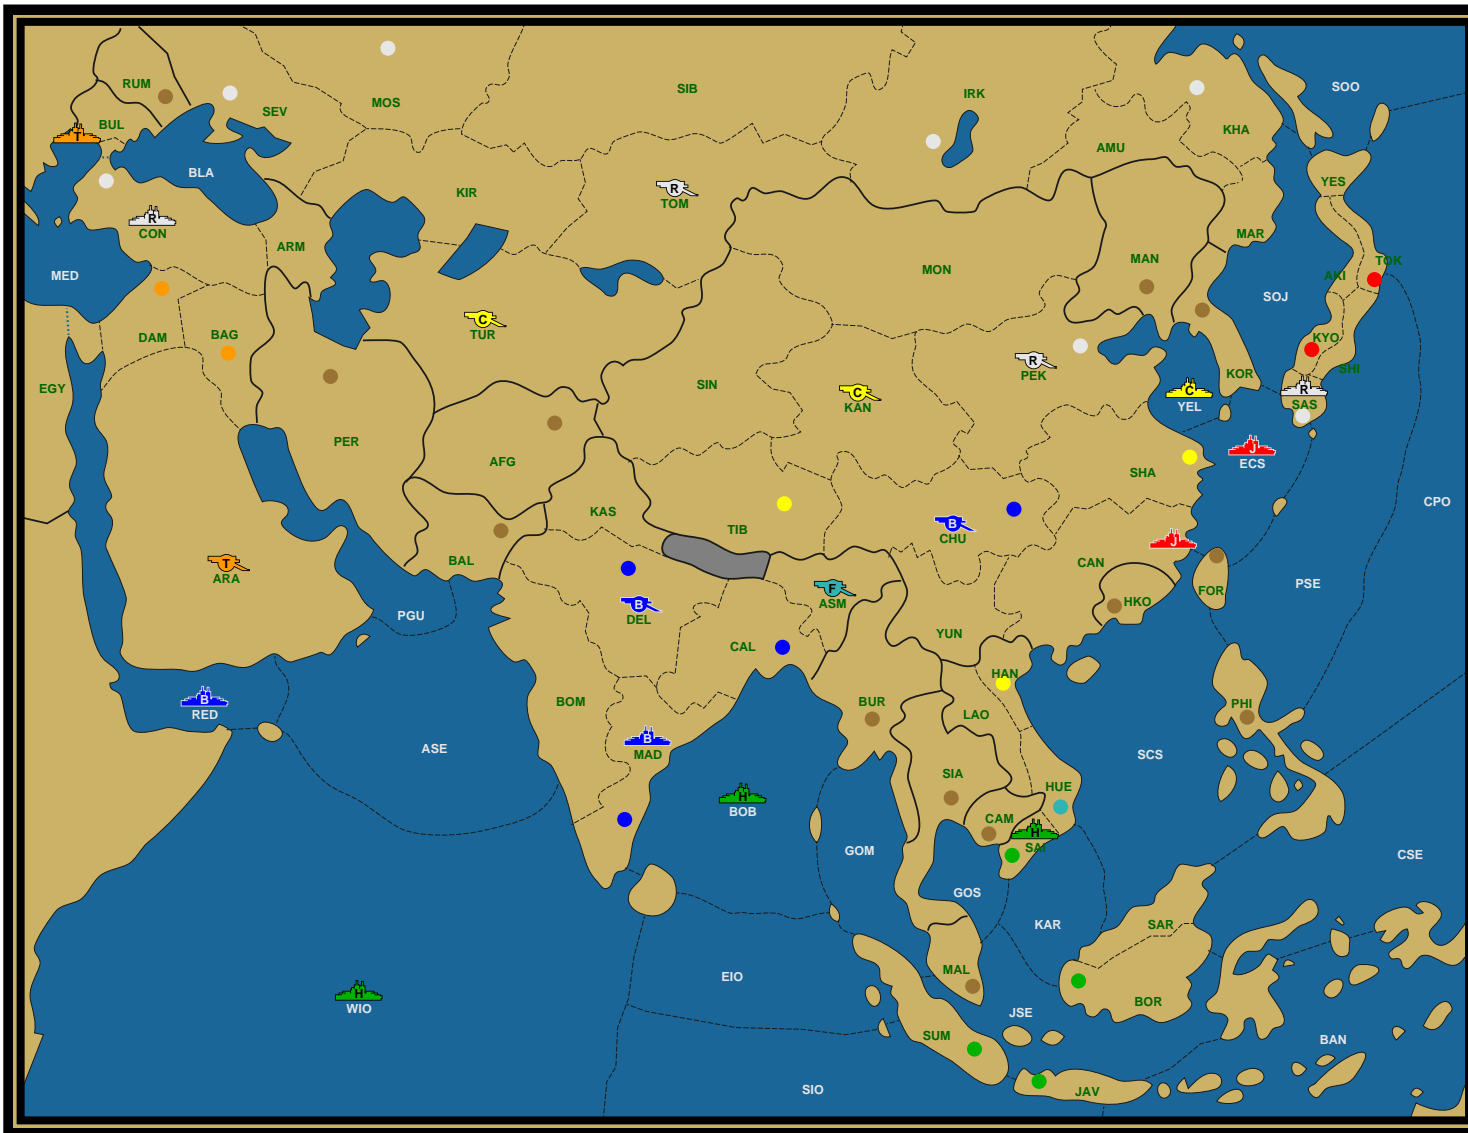 SOO
SIB
RUM
IRK
MOS
SEV
BUL
T
KHA
AMU
BLA
YES
R
KIR
TOM
R
CON
MAR
ARM
TOK
MAN
MON
MED
AKI
SOJ
C
TUR
DAM
BAG
KYO
R
PEK
SHI
KOR
SIN
EGY
C
KAN
C
YEL
R
SAS
PER
J
ECS
AFG
SHA
CPO
KAS
B
CHU
TIB
J
BAL
CAN
T
ARA
F
ASM
PSE
FOR
HKO
B
DEL
PGU
YUN
CAL
HAN
B
RED
BOM
BUR
PHI
LAO
B
MAD
ASE
SCS
SIA
HUE
H
BOB
CAM
H
SAI
GOM
CSE
GOS
KAR
SAR
MAL
EIO
H
WIO
BOR
JSE
SUM
BAN
SIO
JAV